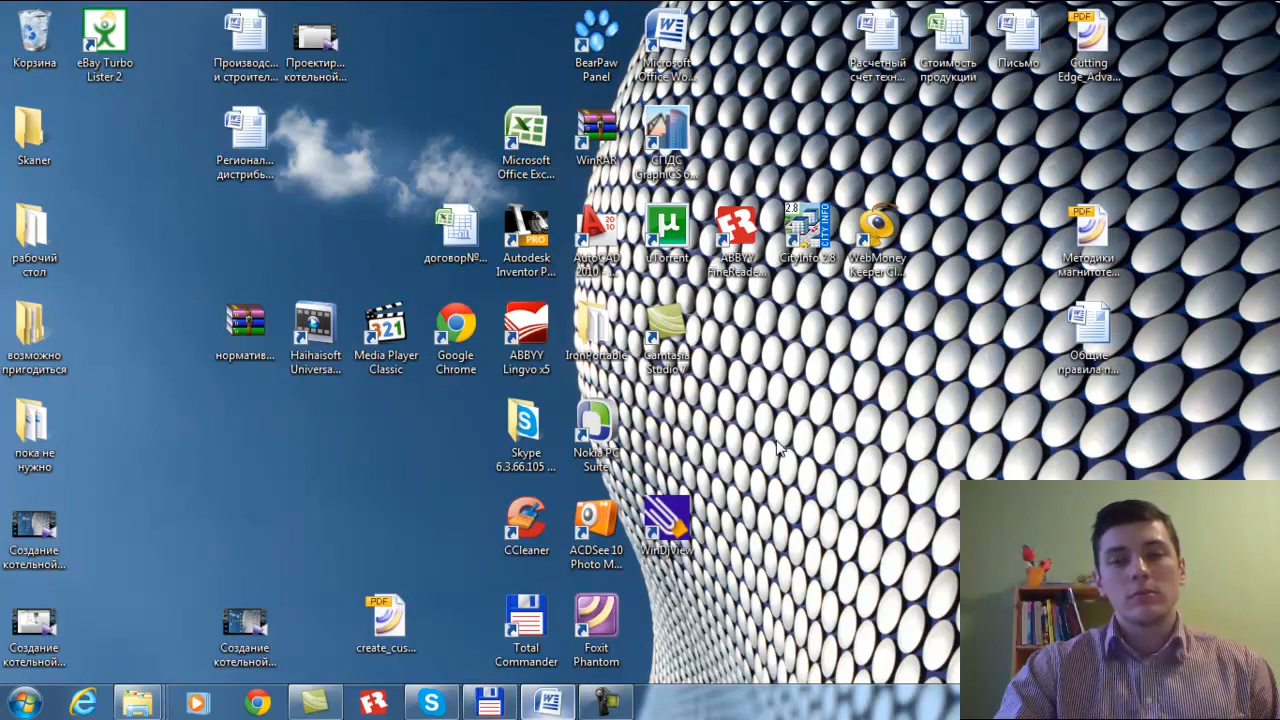 Корзина
eBay Turbo
Lister 2
Производс...
и строител...
Проектир...
котельной...
BearPaw
Panel
Microsoft
Office Wo...
Расчетный
счет техн...
Стоимость
продукции
Письмо
PDF
Cutting
Edge_Adva...
Skaner
Регионал...
дистрибь...
Microsoft
Office Exc...
WinRAR
СПДС
GraphiCS 6...
рабочий
стол
договор№...
PRO
Autodesk
Inventor P...
20
10
AutoCAD
2010 - ...
µ
uTorrent
ABBYY
FineReade...
2.8
CITY INFO
CityInfo 2.8
WebMoney
Keeper Cl...
PDF
Методики
магнитоте...
возможно
пригодиться
норматив...
Haihaisoft
Universa...
321
Media Player
Classic
Google
Chrome
ABBYY
Lingvo x5
IronPortable
Camtasia
Studio 7
Общие
правила п...
пока не
нужно
Skype
6.3.66.105 ...
Nokia PC
Suite
Создание
котельной...
CCleaner
ACDSee 10
Photo M...
WinDjView
Создание
котельной...
Создание
котельной...
PDF
create_cus...
Total
Commander
Foxit
Phantom